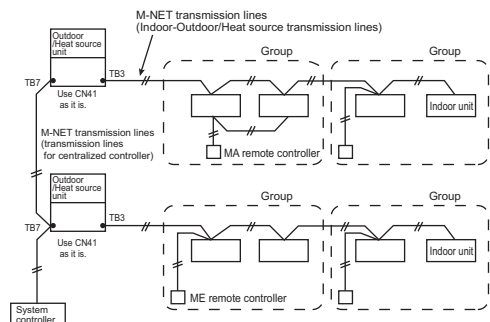 M-NET transmission lines
(Indoor-Outdoor/Heat source transmission lines)
Outdoor
/Heat source
unit
Group
Group
TB7
TB3
Use CN41
as it is.
Indoor unit
M-NET transmission lines
(transmission lines
for centralized controller)
MA remote controller
Outdoor
/Heat source
unit
Group
Group
TB7
TB3
Use CN41
as it is.
Indoor unit
ME remote controller
System
controller